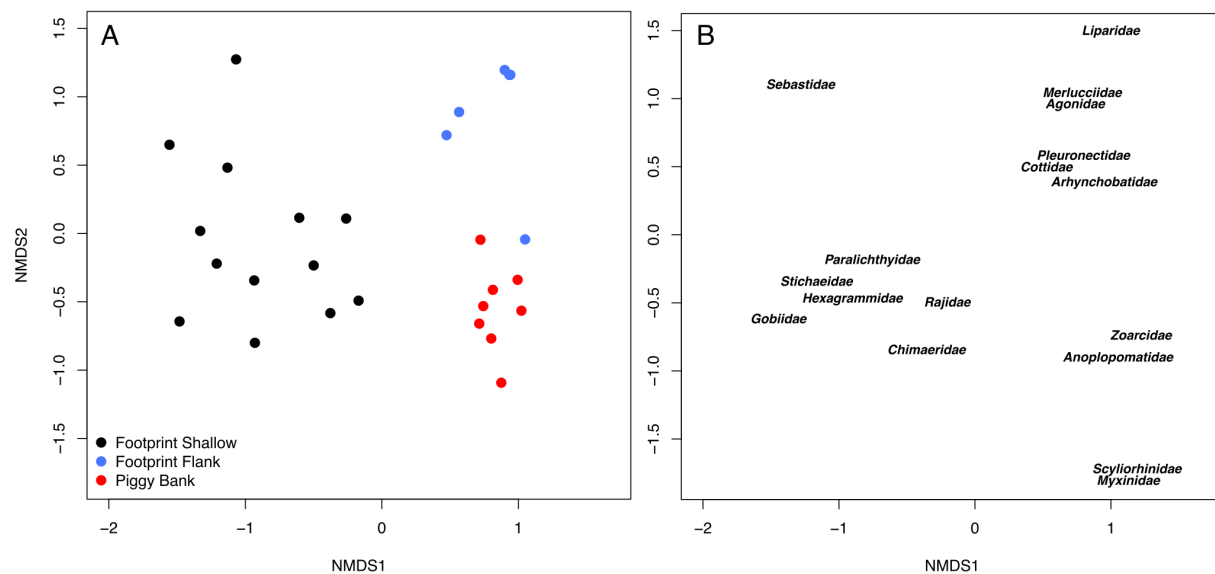 A
1.5
1.0
0.5
0.0
−0.5
−1.0
−1.5
NMDS2
Footprint Shallow
Footprint Flank
Piggy Bank
−2
−1
0
1
NMDS1
B
1.5
1.0
0.5
0.0
−0.5
−1.0
−1.5
Liparidae
Sebastidae
Merlucciidae
Agonidae
Pleuronectidae
Cottidae
Arhynchobatidae
Paralichthyidae
Stichaeidae
Hexagrammidae
Rajidae
Gobiidae
Zoarcidae
Chimaeridae
Anoplopomatidae
Scyliorhinidae
Myxinidae
−2
−1
0
1
NMDS1